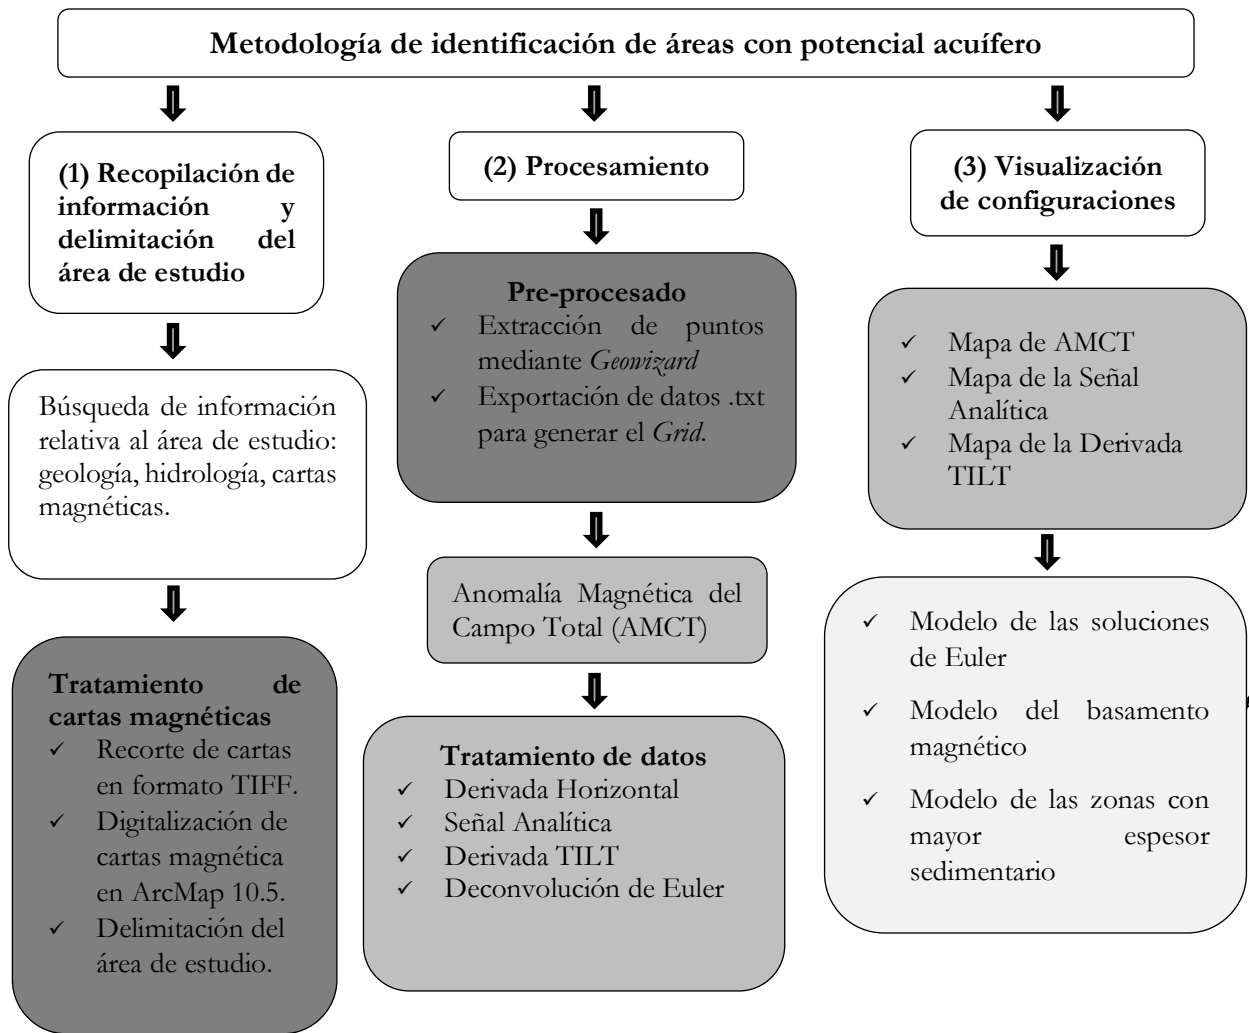 Metodología de identificación de áreas con potencial acuífero
(1) Recopilación de
información y
delimitación del
área de estudio
Búsqueda de información
relativa al área de estudio:
geología, hidrología, cartas
magnéticas.
Tratamiento de
cartas magnéticas
✓ Recorte de cartas
en formato TIFF.
✓ Digitalización de
cartas magnética
en ArcMap 10.5.
✓ Delimitación del
área de estudio.
(2) Procesamiento
Pre-procesado
✓ Extracción de puntos
mediante Geowizard
✓ Exportación de datos .txt
para generar el Grid.
Anomalía Magnética del
Campo Total (AMCT)
Tratamiento de datos
✓ Derivada Horizontal
✓ Señal Analítica
✓ Derivada TILT
✓ Deconvolución de Euler
(3) Visualización
de configuraciones
✓ Mapa de AMCT
✓ Mapa de la Señal
Analítica
✓ Mapa de la Derivada
TILT
✓ Modelo de las soluciones
de Euler
✓ Modelo del basamento
magnético
✓ Modelo de las zonas con
mayor espesor
sedimentario